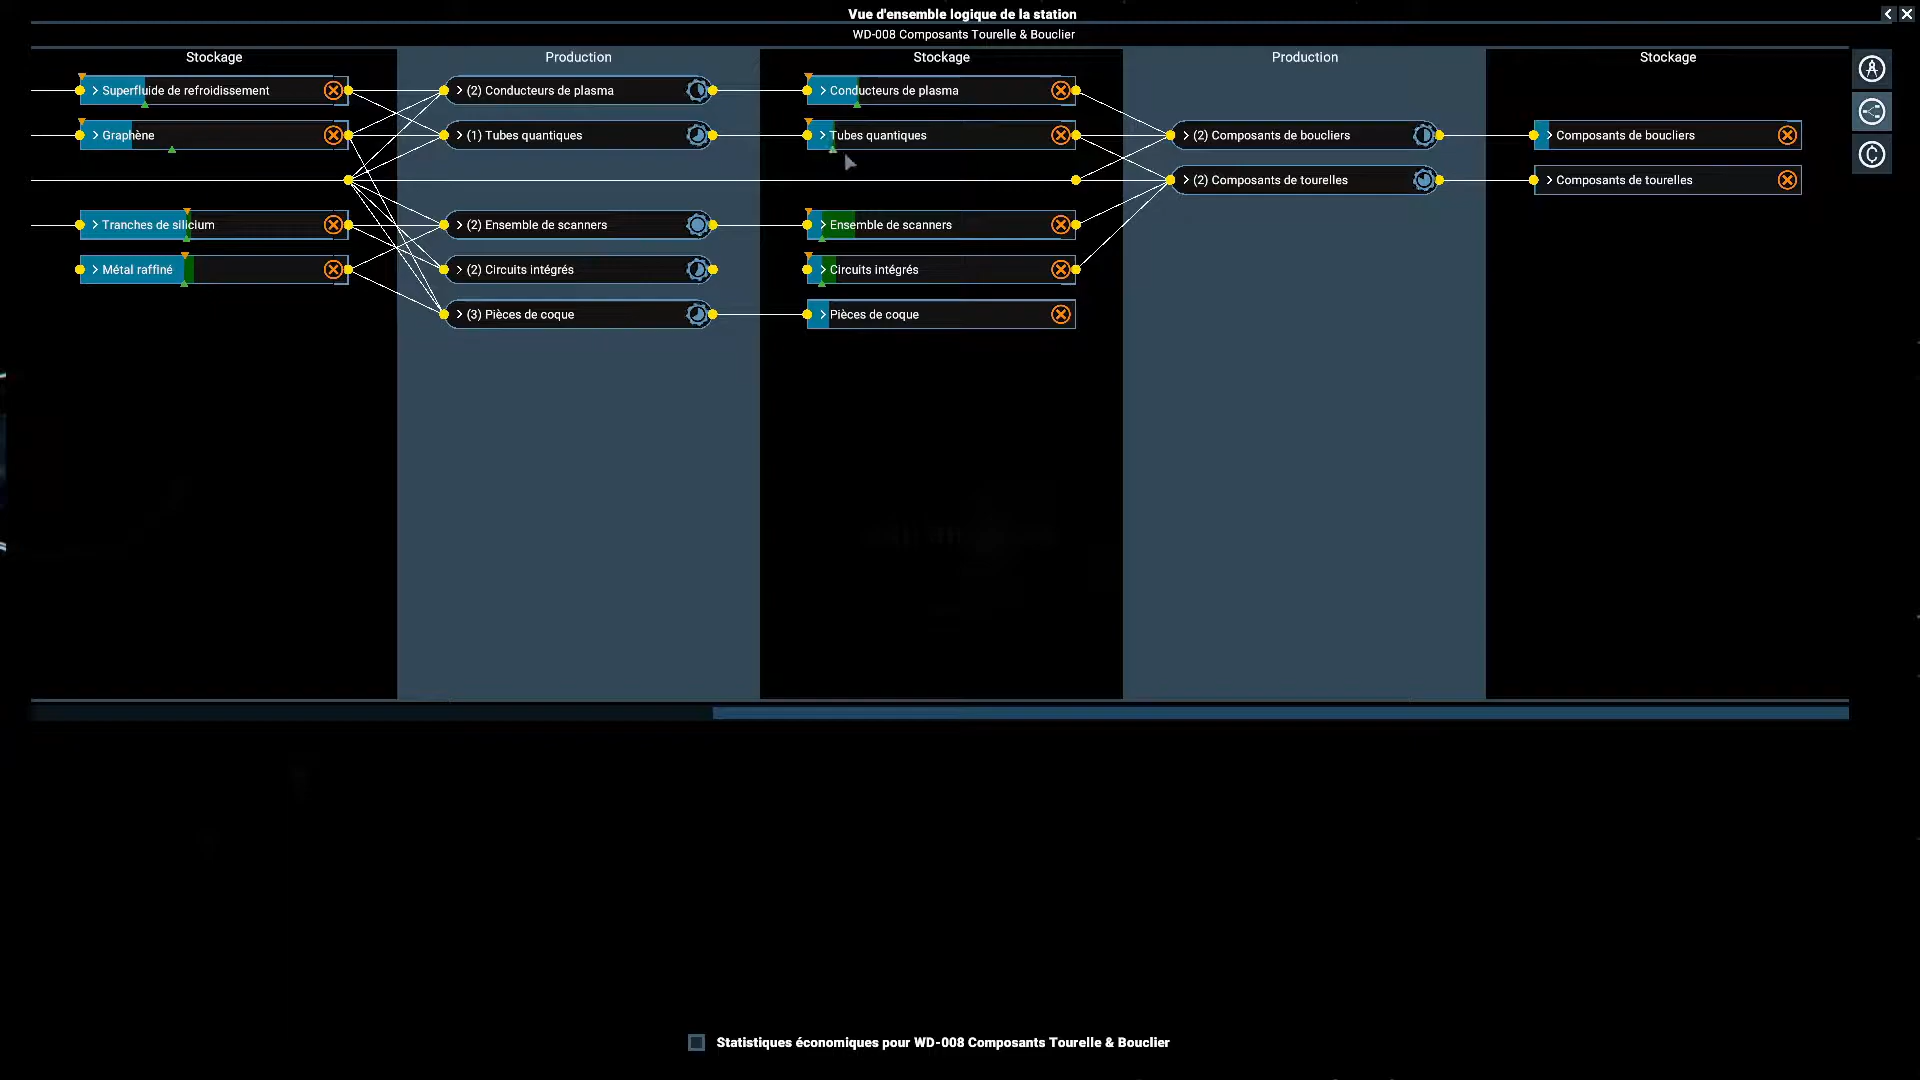 Vue d'ensemble logique de la station
WD-008 Composants Tourelle & Bouclier
Stockage
Production
Stockage
Production
Stockage
Superfluide de refroidissement
(2) Conducteurs de plasma
Conducteurs de plasma
Graphène
(1) Tubes quantiques
Tubes quantiques
(2) Composants de boucliers
Composants de boucliers
(2) Composants de tourelles
Composants de tourelles
Tranches de silicium
(2) Ensemble de scanners
Ensemble de scanners
Métal raffiné
(2) Circuits intégrés
Circuits intégrés
(3) Pièces de coque
Pièces de coque
Statistiques économiques pour WD-008 Composants Tourelle & Bouclier